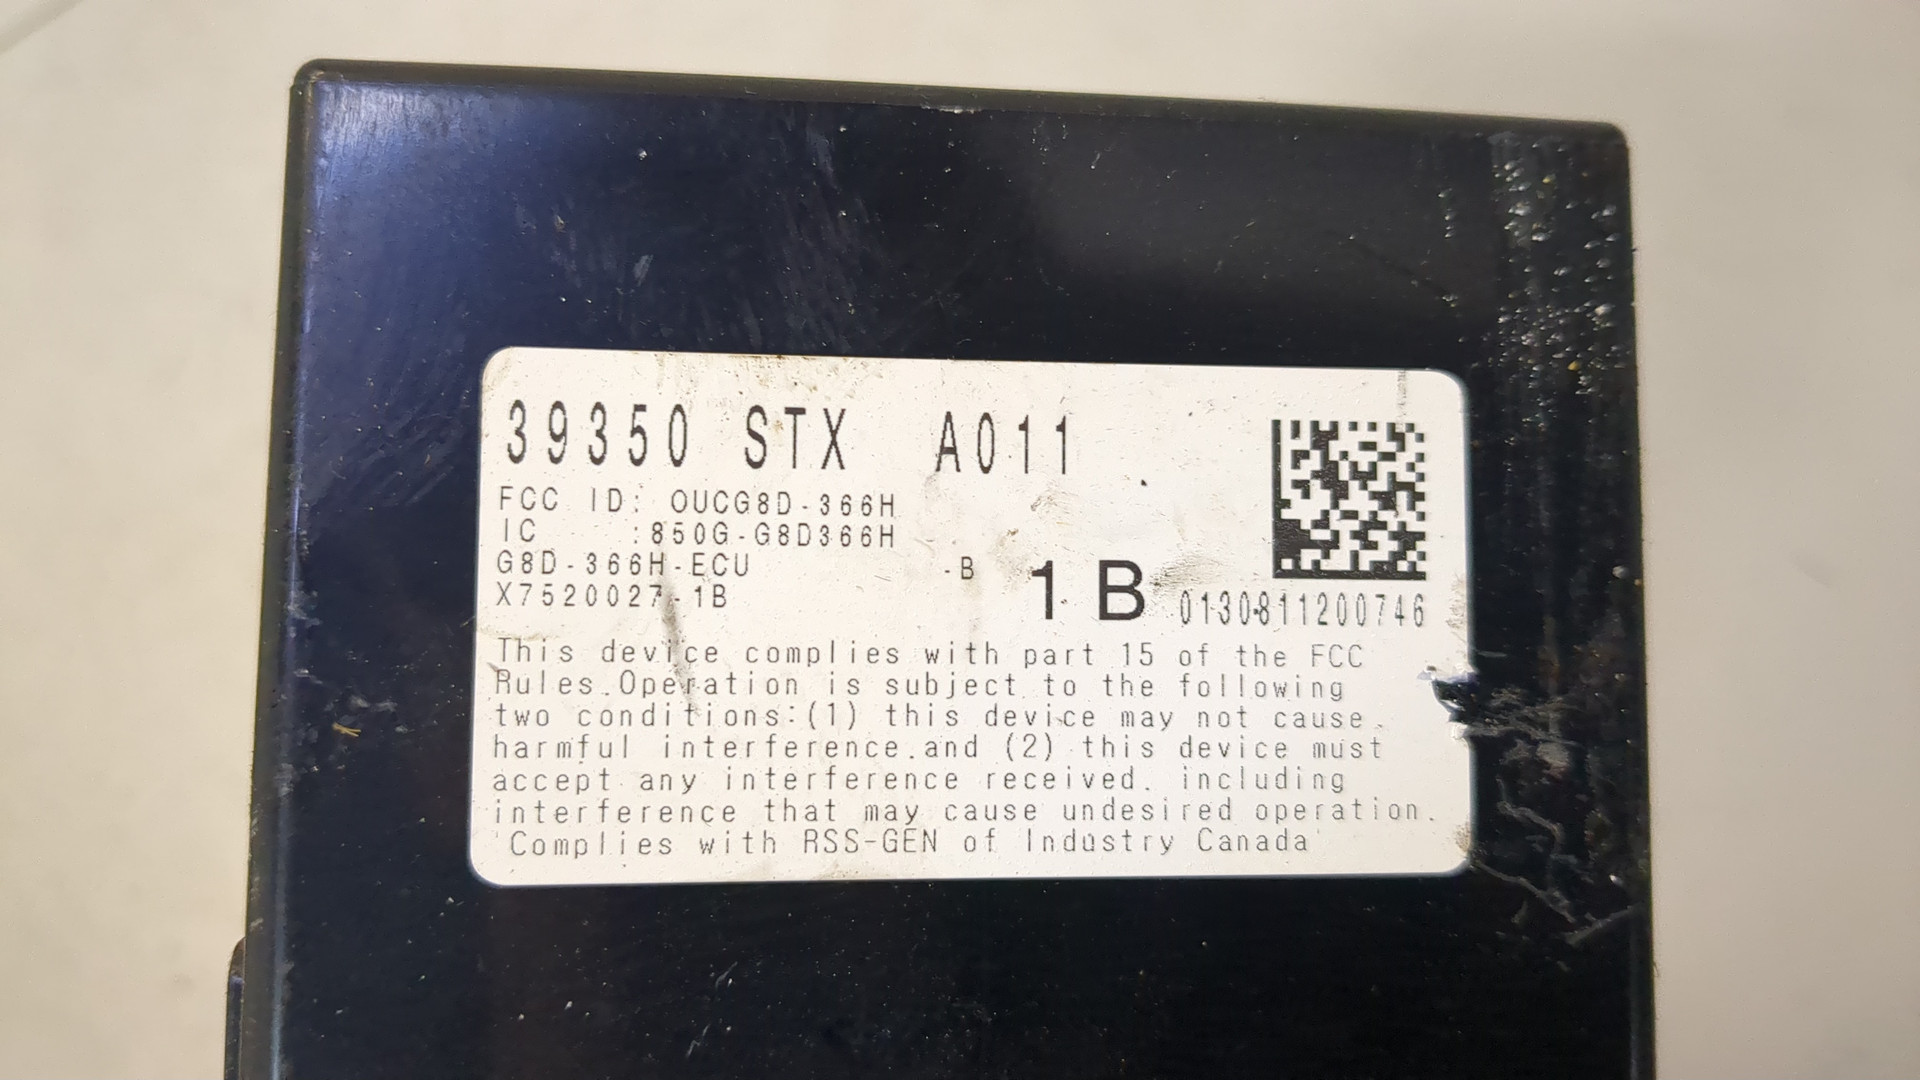 39350 STX A011
FCC ID: OUCG8D-366H
IC :850G-G8D366H
G8D-366H-ECU -B
X7520027-1B 1B 0130811200746
This device complies with part 15 of the FCC
Rules.Operation is subject to the following
two conditions:(1) this device may not cause
harmful interference.and (2) this device must
accept any interference received. including
interference that may cause undesired operation.
'Complies with RSS-GEN of Industry Canada'